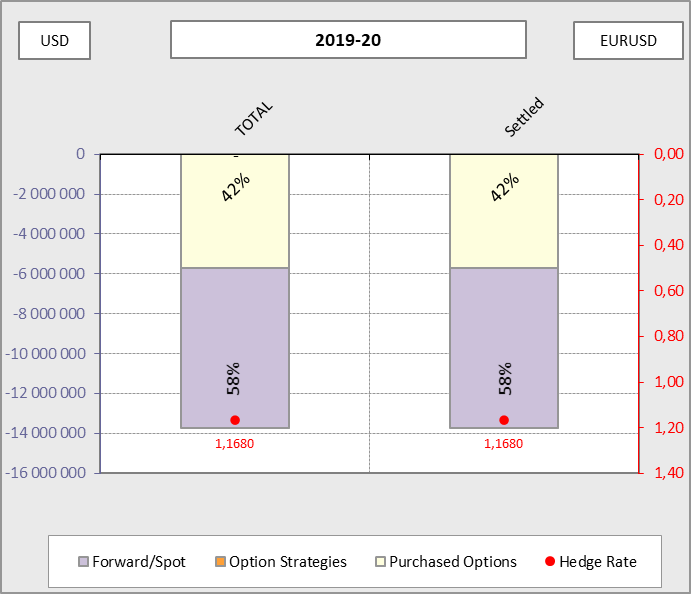 USD 2019-20 EURUSD
TOTAL Settled
0 0,00
-2 000 000 0,20
-4 000 000 0,40
-6 000 000 0,60
-8 000 000 0,80
-10 000 000 1,00
-12 000 000 1,20
-14 000 000 1,40
-16 000 000
-
42% 42%
58% 58%
1,1680 1,1680
Forward/Spot Option Strategies Purchased Options Hedge Rate